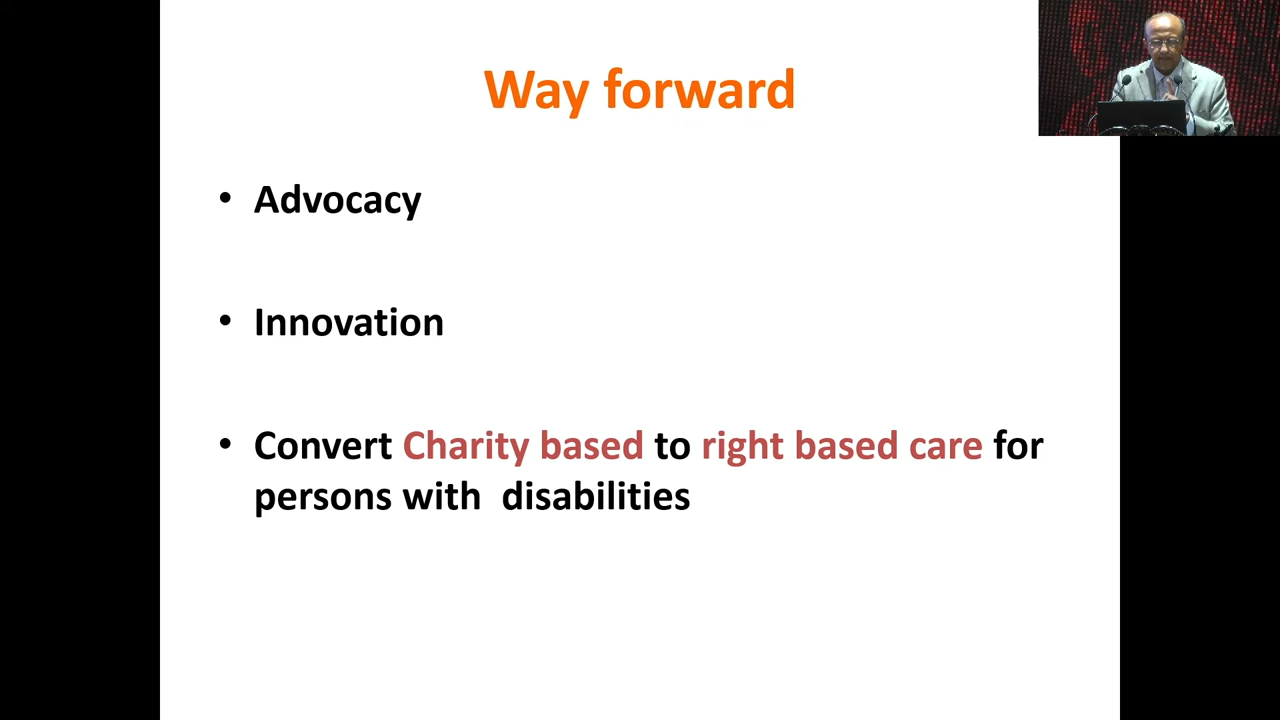 Way forward
• Advocacy
• Innovation
• Convert Charity based to right based care for
persons with disabilities